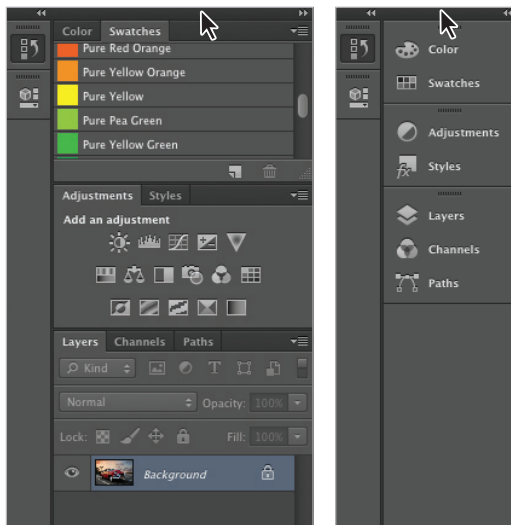 Color Swatches
Pure Red Orange
Pure Yellow Orange
Pure Yellow
Pure Pea Green
Pure Yellow Green
Adjustments Styles
Add an adjustment
Layers Channels Paths
Kind T
Normal Opacity: 100%
Lock: Fill: 100%
Background
Color
Swatches
Adjustments
fx Styles
Layers
Channels
Paths